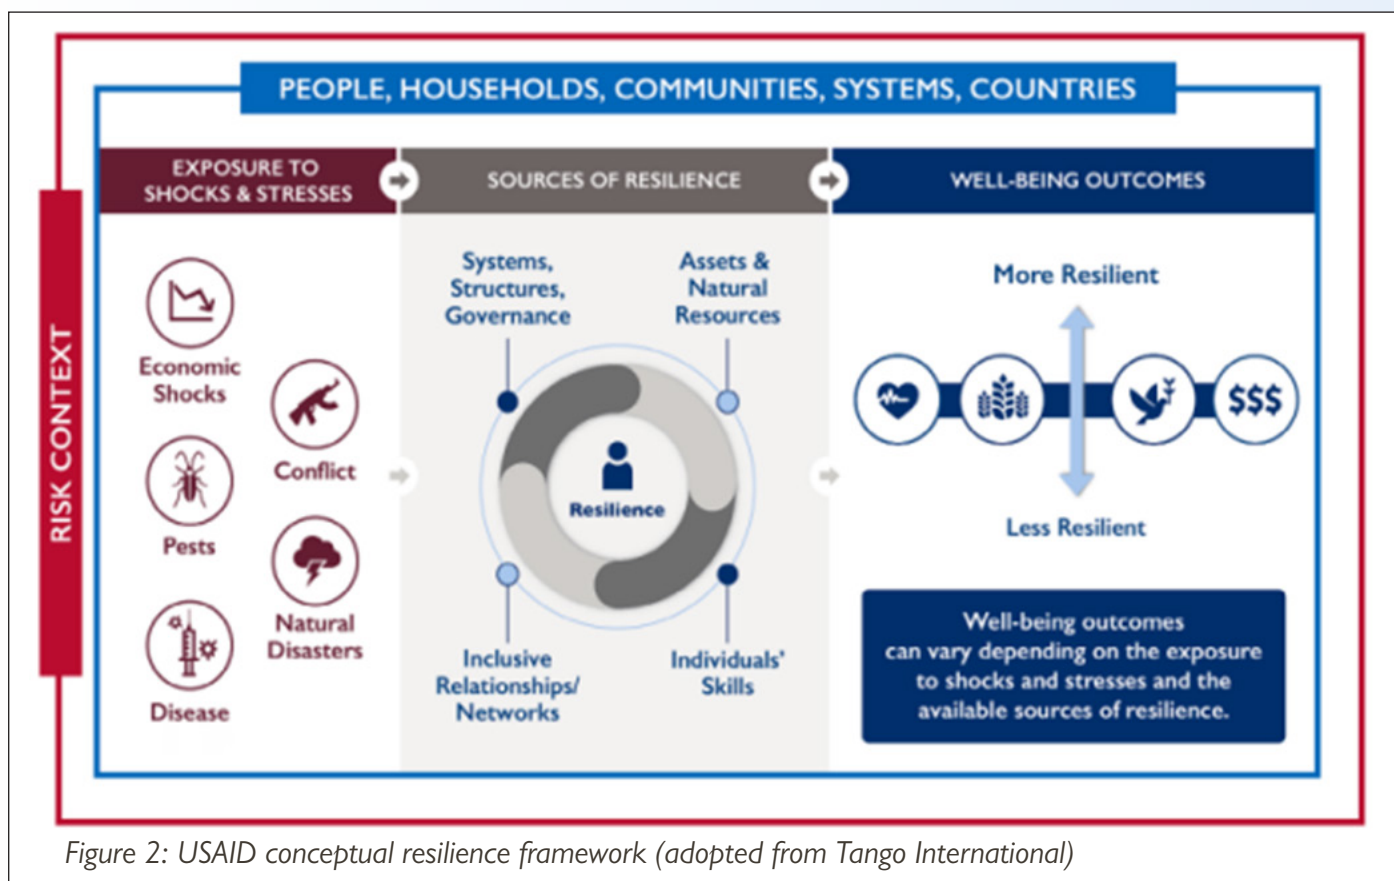 PEOPLE, HOUSEHOLDS, COMMUNITIES, SYSTEMS, COUNTRIES
RISK CONTEXT
EXPOSURE TO
SHOCKS & STRESSES
SOURCES OF RESILIENCE
WELL-BEING OUTCOMES
Economic
Shocks
Conflict
Pests
Natural
Disasters
Disease
Systems,
Structures,
Governance
Assets &
Natural
Resources
Resilience
Inclusive
Relationships/
Networks
Individuals'
Skills
More Resilient
$$$
Less Resilient
Well-being outcomes
can vary depending on the exposure
to shocks and stresses and the
available sources of resilience.
Figure 2: USAID conceptual resilience framework (adopted from Tango International)